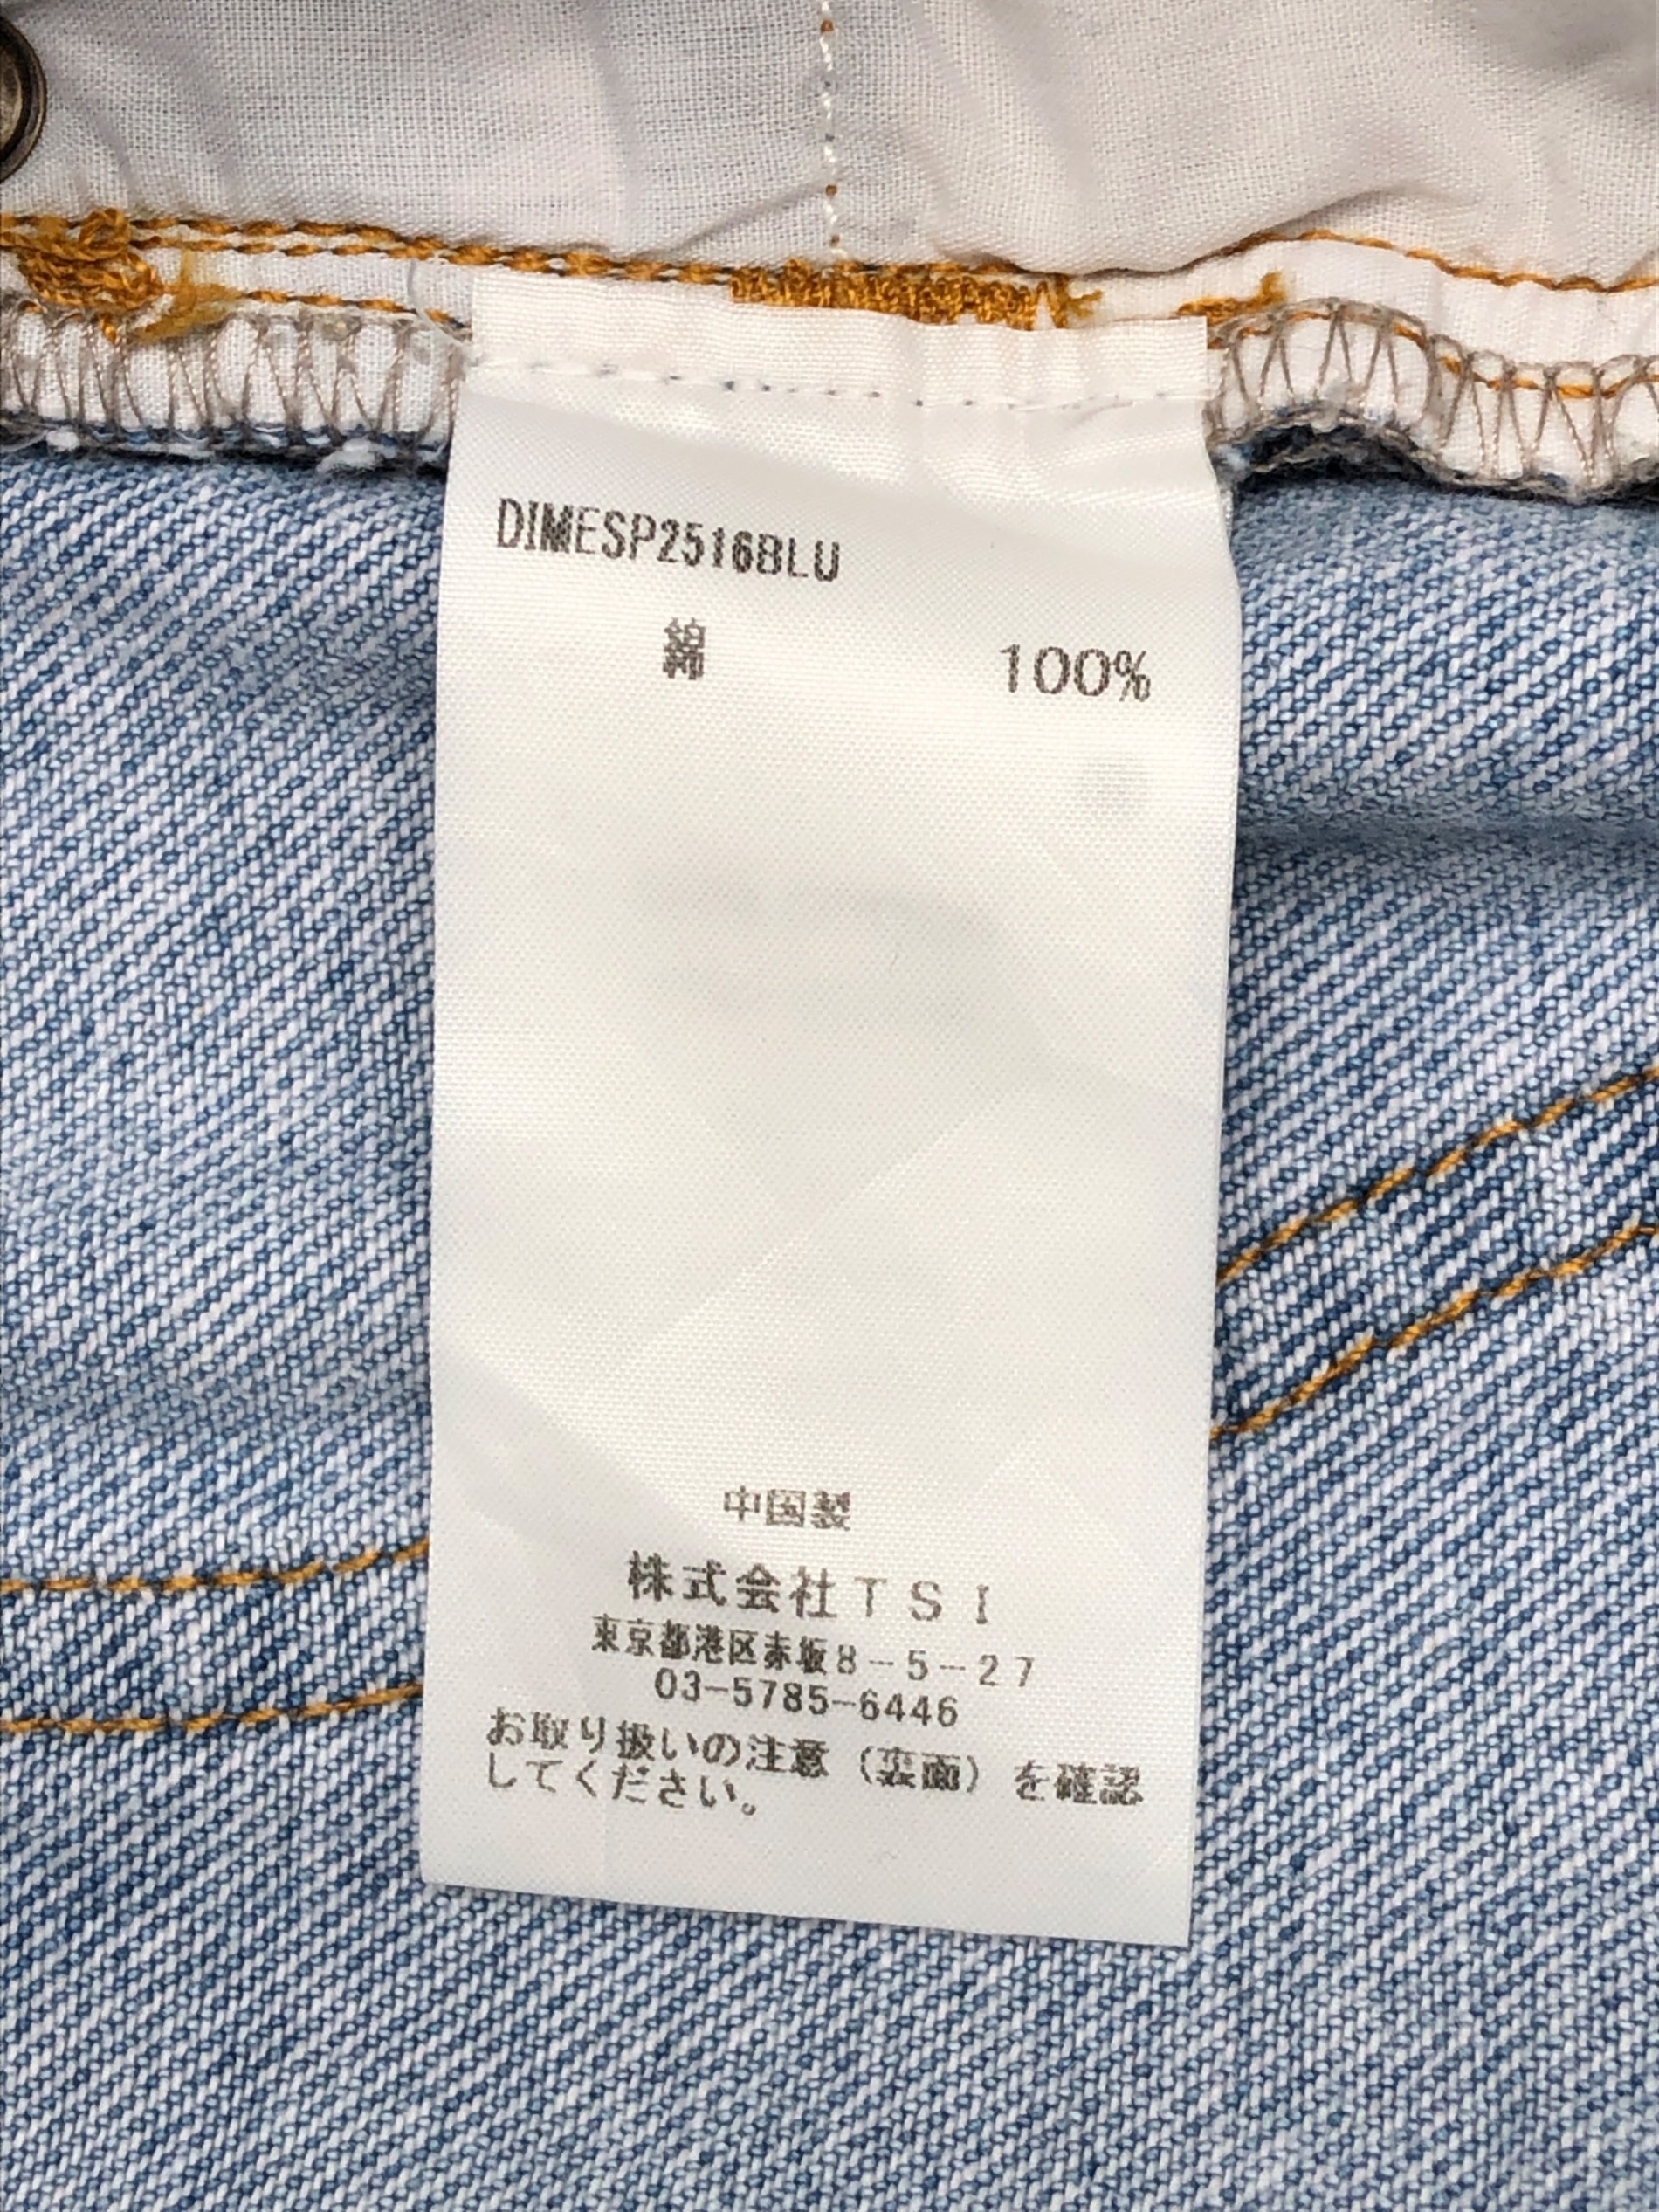 DIMESP2516BLU
綿 100%
中国製
株式会社TSI
東京都港区赤坂8-5-27
03-5785-6446
お取り扱いの注意(裏面)を確認
してください。